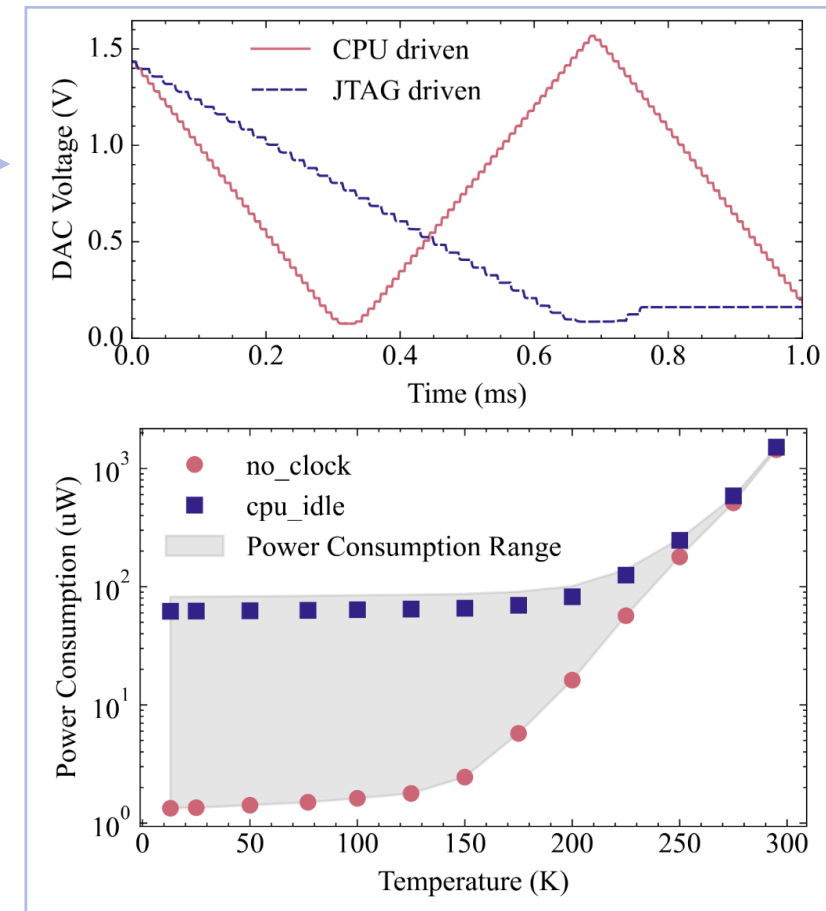 CPU driven
JTAG driven
DAC Voltage (V)
1.5
1.0
0.5
0.0
0.0 0.2 0.4 0.6 0.8 1.0
Time (ms)
no_clock
cpu_idle
Power Consumption Range
Power Consumption (uW)
10³
10²
10¹
10⁰
0 50 100 150 200 250 300
Temperature (K)